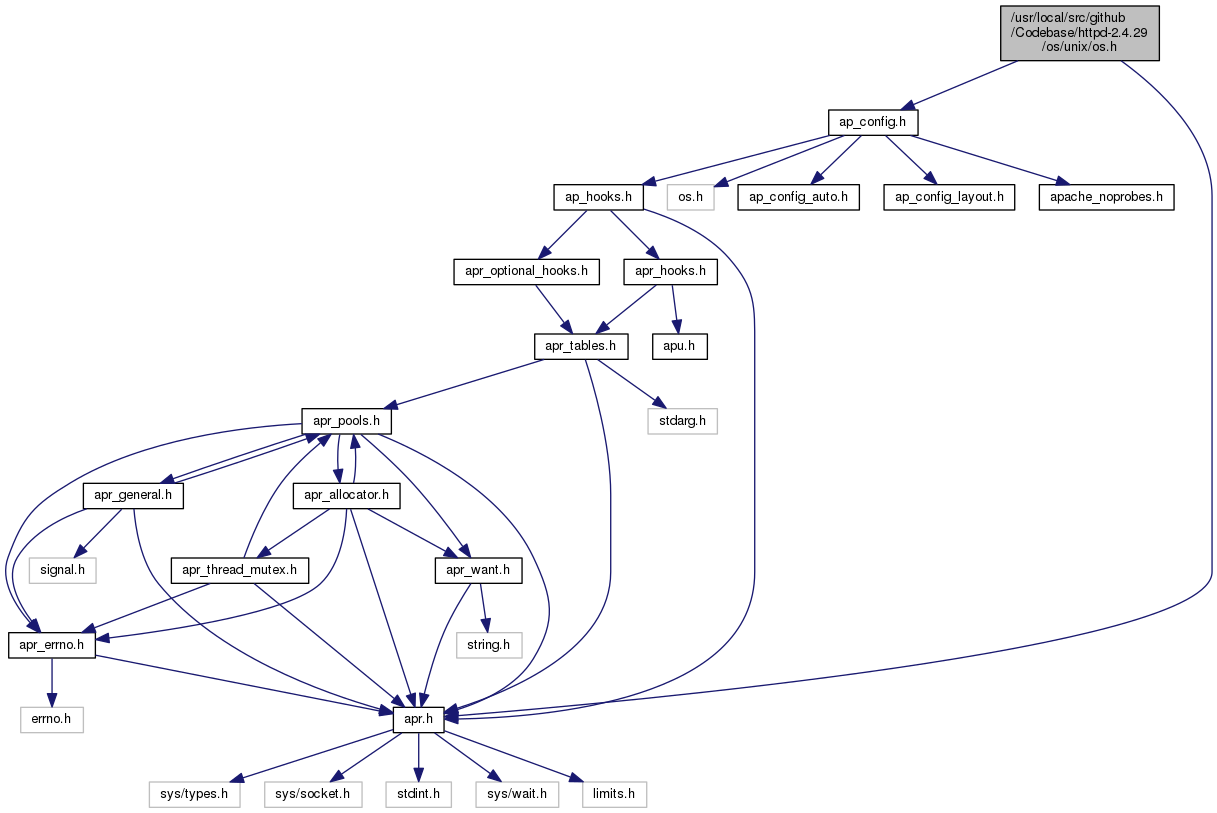 /usr/local/src/github
/Codebase/httpd-2.4.29
/os/unix/os.h
ap_config.h
ap_hooks.h
os.h
ap_config_auto.h
ap_config_layout.h
apache_noprobes.h
apr_optional_hooks.h
apr_hooks.h
apr_tables.h
apu.h
apr_pools.h
stdarg.h
apr_general.h
apr_allocator.h
signal.h
apr_thread_mutex.h
apr_want.h
apr_errno.h
string.h
errno.h
apr.h
sys/types.h
sys/socket.h
stdint.h
sys/wait.h
limits.h